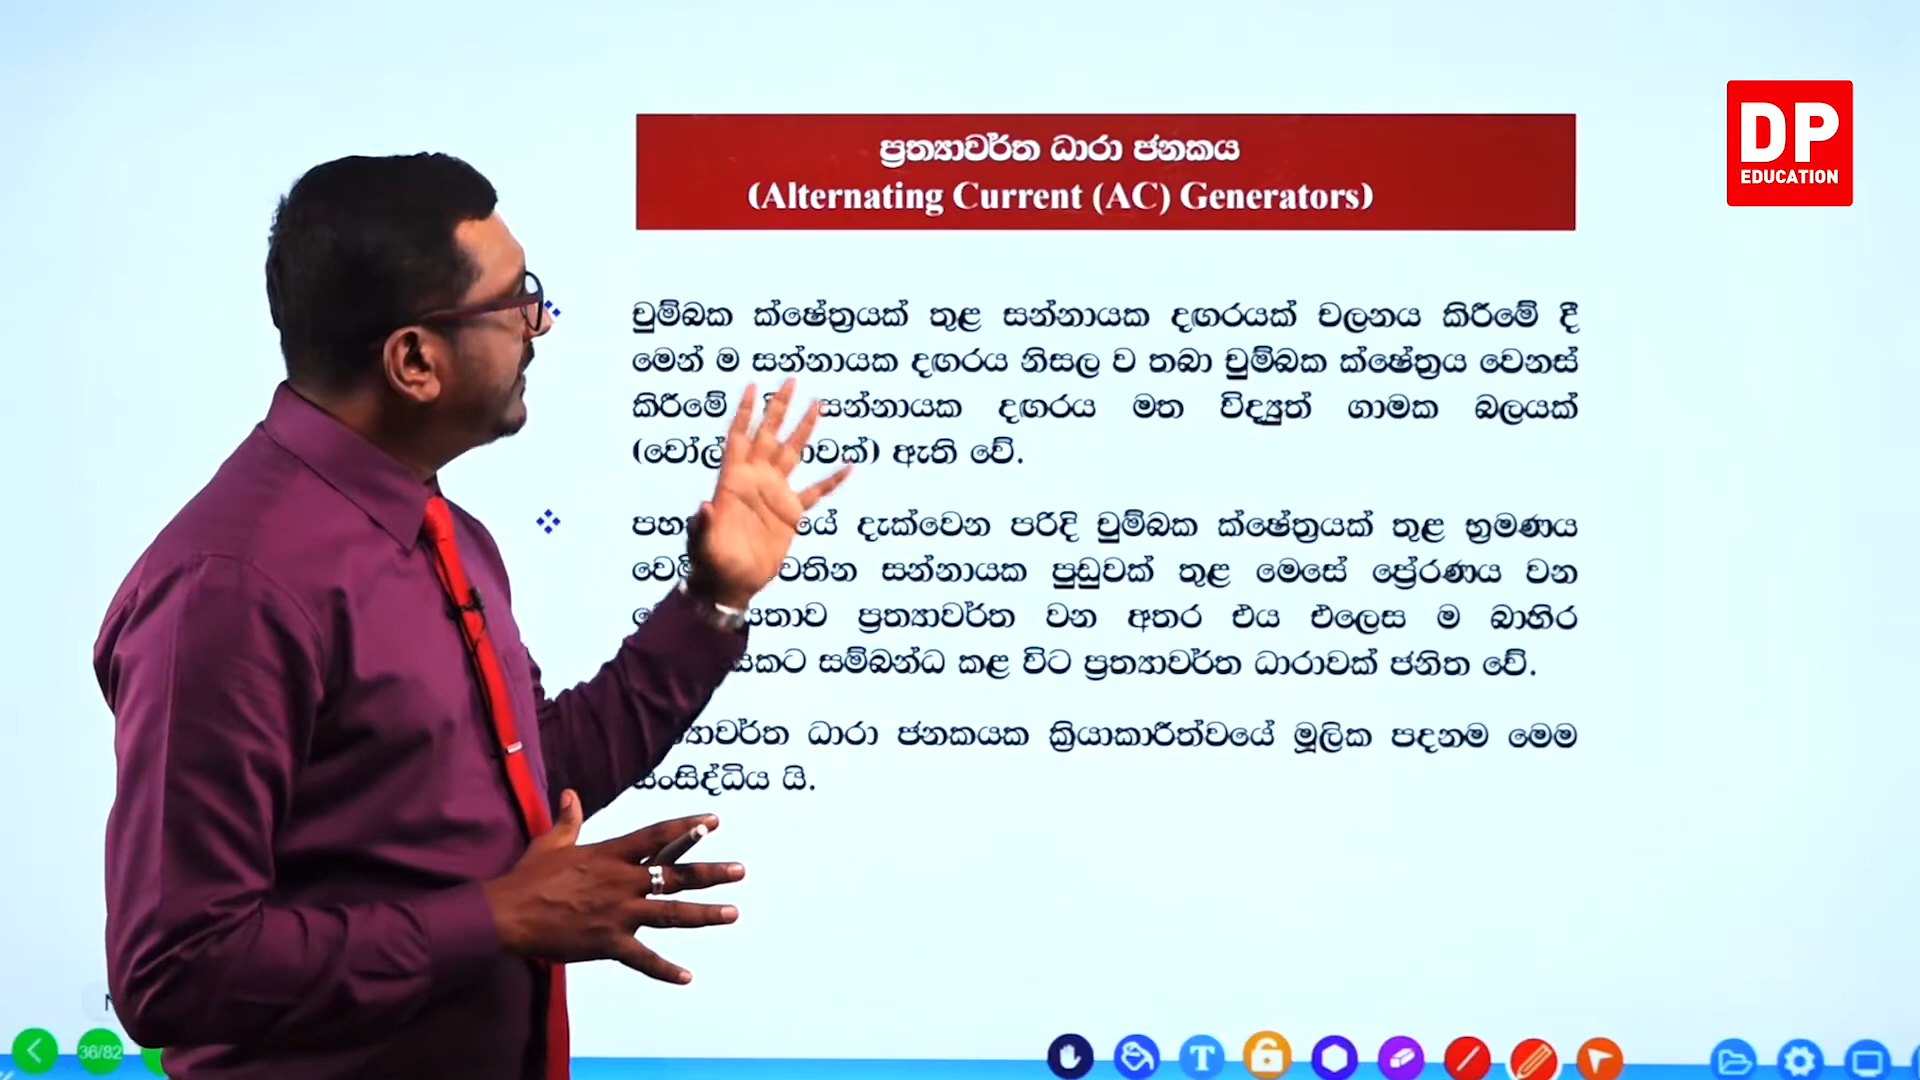 ප්‍රත්‍යාවර්ත ධාරා ජනකය
(Alternating Current (AC) Generators)
DP
EDUCATION
චුම්බක ක්ෂේත්‍රයක් තුළ සන්නායක දඟරයක් චලනය කිරීමේ දී
මෙන් ම සන්නායක දඟරය නිසල ව තබා චුම්බක ක්ෂේත්‍රය වෙනස්
කිරීමේ සන්නායක දඟරය මත විද්‍යුත් ගාමක බලයක්
ඇති වේ.
දැක්වෙන පරිදි චුම්බක ක්ෂේත්‍රයක් තුළ භ්‍රමණය
සන්නායක පුඩුවක් තුළ මෙසේ ප්‍රේරණය වන
ප්‍රත්‍යාවර්ත වන අතර එය එලෙස ම බාහිර
සම්බන්ධ කළ විට ප්‍රත්‍යාවර්ත ධාරාවක් ජනිත වේ.
ධාරා ජනකයක ක්‍රියාකාරීත්වයේ මූලික පදනම මෙම
සංසිද්ධිය යි.
36/82
T